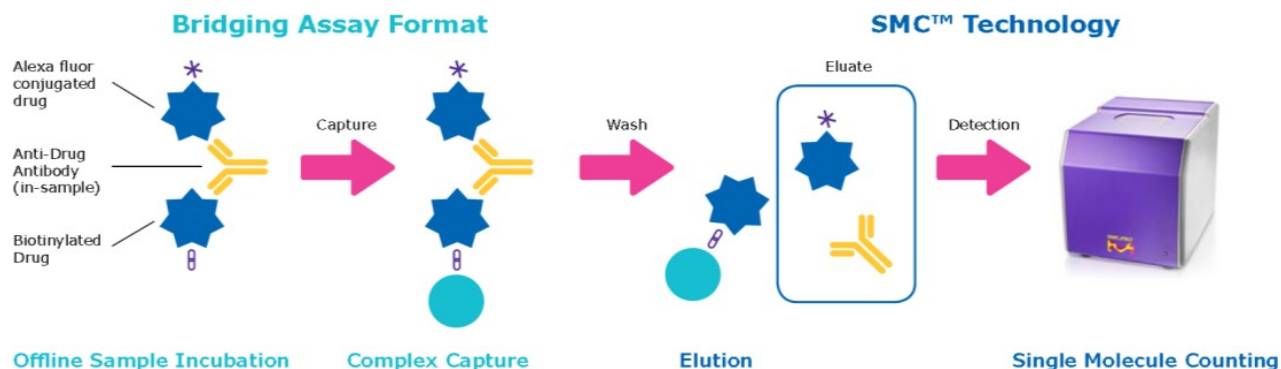 Bridging Assay Format
SMC™ Technology
Alexa fluor
conjugated
drug
Anti-Drug
Antibody
(in-sample)
Biotinylated
Drug
Capture
Wash
Eluate
Detection
Offline Sample Incubation
Complex Capture
Elution
Single Molecule Counting